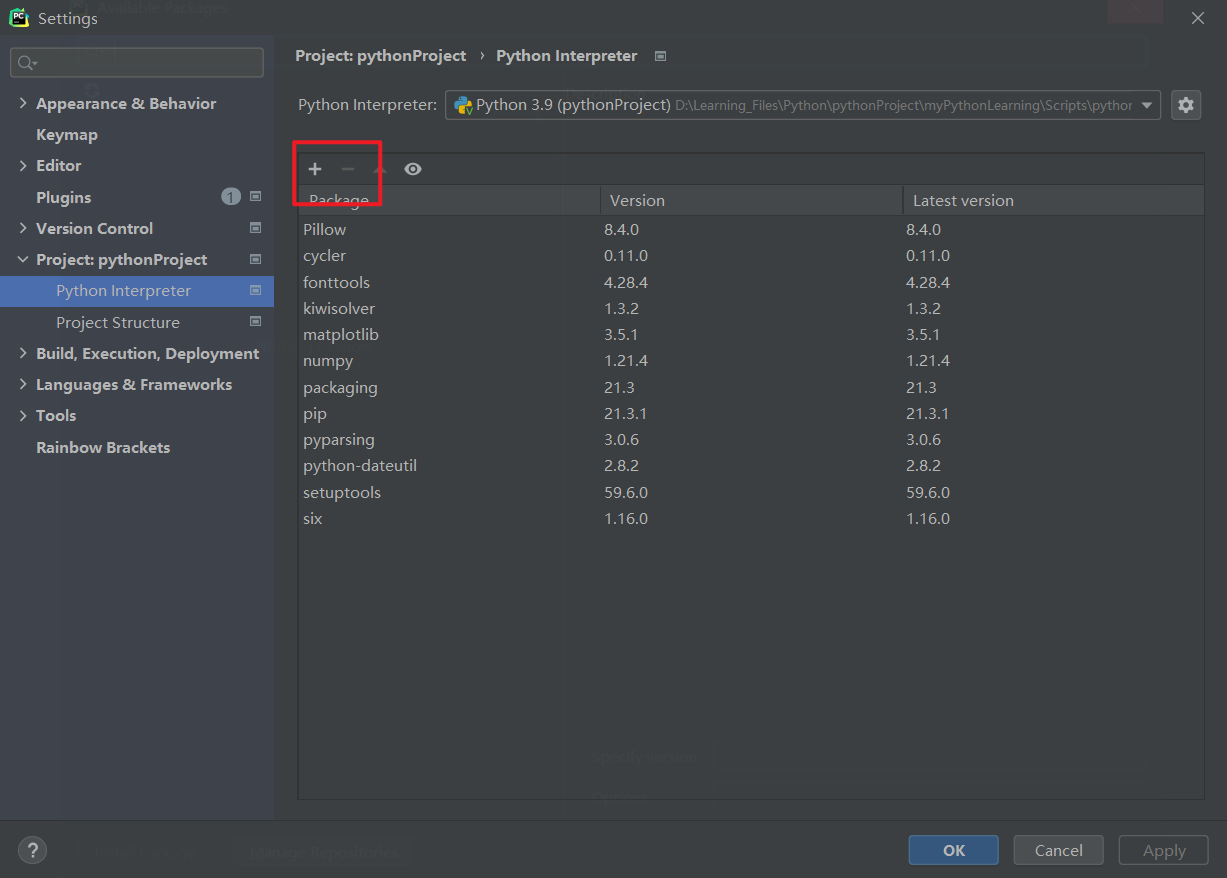 Settings
Project: pythonProject › Python Interpreter
Python Interpreter: Python 3.9 (pythonProject) D:\Learning_Files\Python\pythonProject\myPythonLearning\Scripts\pythor
Appearance & Behavior
Keymap
Editor
Plugins 1
Version Control
Project: pythonProject
Python Interpreter
Project Structure
Build, Execution, Deployment
Languages & Frameworks
Tools
Rainbow Brackets
Package Version Latest version
Pillow 8.4.0 8.4.0
cycler 0.11.0 0.11.0
fonttools 4.28.4 4.28.4
kiwisolver 1.3.2 1.3.2
matplotlib 3.5.1 3.5.1
numpy 1.21.4 1.21.4
packaging 21.3 21.3
pip 21.3.1 21.3.1
pyparsing 3.0.6 3.0.6
python-dateutil 2.8.2 2.8.2
setuptools 59.6.0 59.6.0
six 1.16.0 1.16.0
? OK Cancel Apply